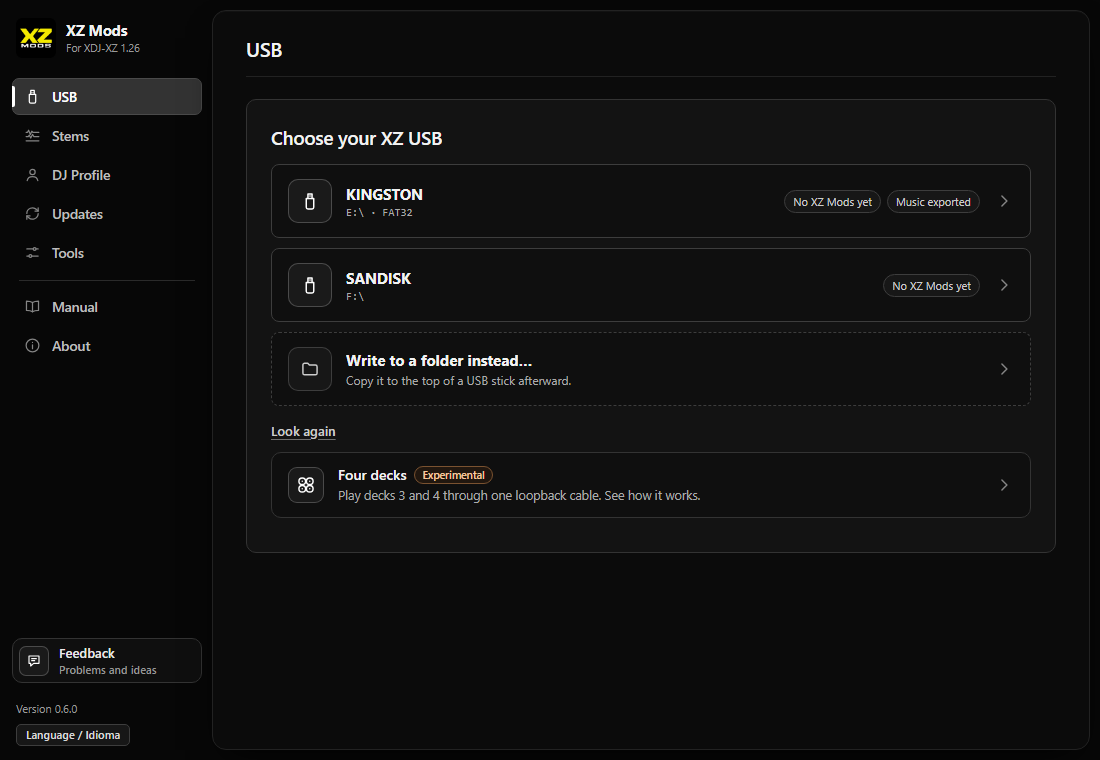 XZ MODS
XZ Mods
For XDJ-XZ 1.26
USB
Stems
DJ Profile
Updates
Tools
Manual
About
Feedback
Problems and ideas
Version 0.6.0
Language / Idioma
USB
Choose your XZ USB
KINGSTON
E:\ · FAT32
No XZ Mods yet
Music exported
SANDISK
F:\
No XZ Mods yet
Write to a folder instead...
Copy it to the top of a USB stick afterward.
Look again
Four decks
Experimental
Play decks 3 and 4 through one loopback cable. See how it works.